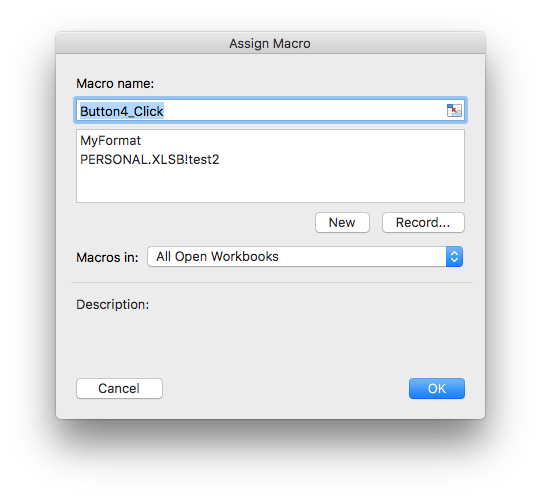 Assign Macro
Macro name:
Button4_Click
MyFormat
PERSONAL.XLSB!test2
New Record...
Macros in: All Open Workbooks
Description:
Cancel OK